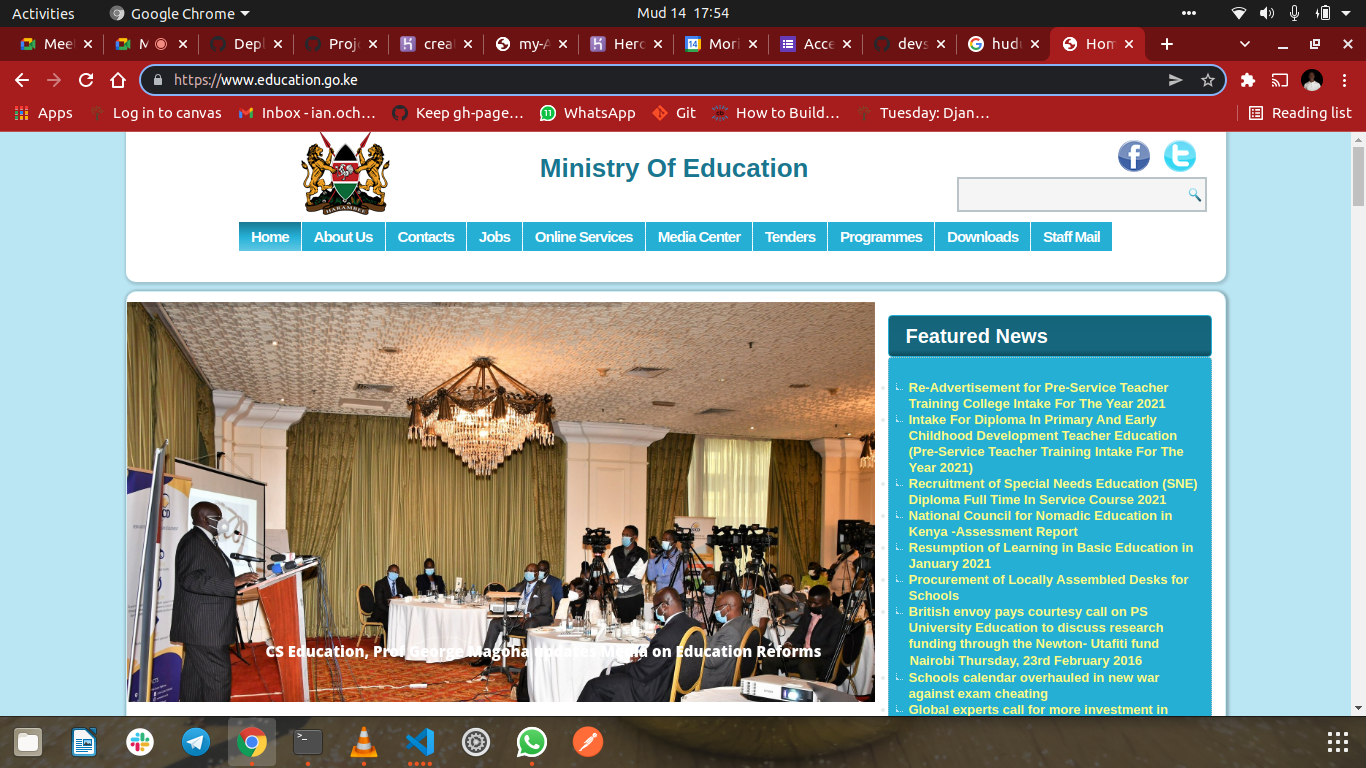 Activities Google Chrome Mud 14 17:54
Meet M Depl Proj creat my-A Hero Mori Acce devs hudu Hom
https://www.education.go.ke
Apps Log in to canvas Inbox - ian.och… Keep gh-page… WhatsApp Git How to Build… Tuesday: Djan… Reading list
HARAMBEE
Ministry Of Education
Home About Us Contacts Jobs Online Services Media Center Tenders Programmes Downloads Staff Mail
CS Education, Prof George Magoha updates Media on Education Reforms
Featured News
Re-Advertisement for Pre-Service Teacher
Training College Intake For The Year 2021
Intake For Diploma In Primary And Early
Childhood Development Teacher Education
(Pre-Service Teacher Training Intake For The
Year 2021)
Recruitment of Special Needs Education (SNE)
Diploma Full Time In Service Course 2021
National Council for Nomadic Education in
Kenya -Assessment Report
Resumption of Learning in Basic Education in
January 2021
Procurement of Locally Assembled Desks for
Schools
British envoy pays courtesy call on PS
University Education to discuss research
funding through the Newton- Utafiti fund
Nairobi Thursday, 23rd February 2016
Schools calendar overhauled in new war
against exam cheating
Global experts call for more investment in